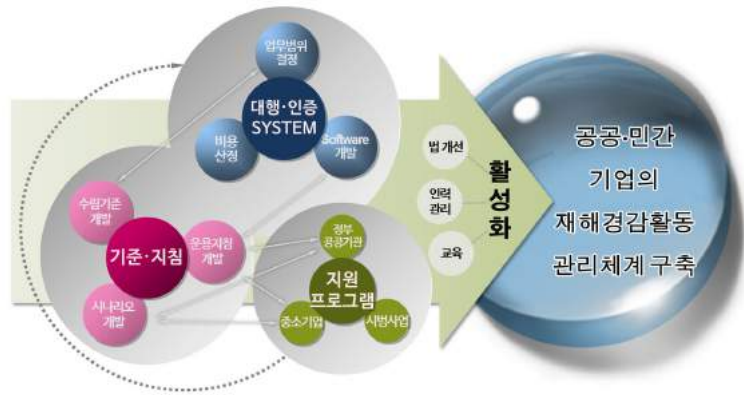 업무범위
결정
대행·인증
SYSTEM
비용
산정
Software
개발
수립기준
개발
기준·지침
운용지침
개발
시나리오
개발
정부
공공기관
지원
프로그램
중소기업
시범사업
법 개선
인력
관리
교육
활성화
공공·민간
기업의
재해경감활동
관리체계 구축